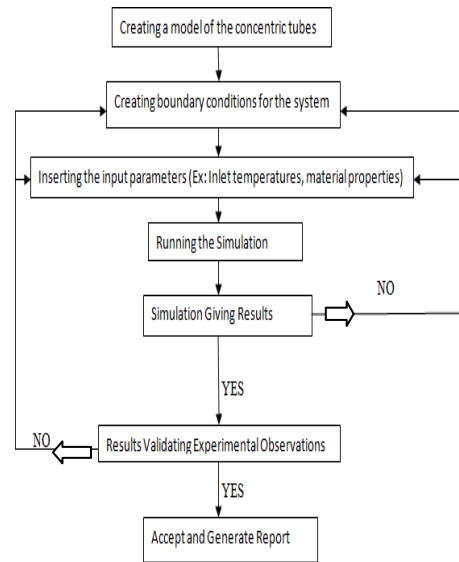 Creating a model of the concentric tubes
Creating boundary conditions for the system
Inserting the input parameters (Ex: Inlet temperatures, material properties)
Running the Simulation
Simulation Giving Results
NO
YES
NO
Results Validating Experimental Observations
YES
Accept and Generate Report